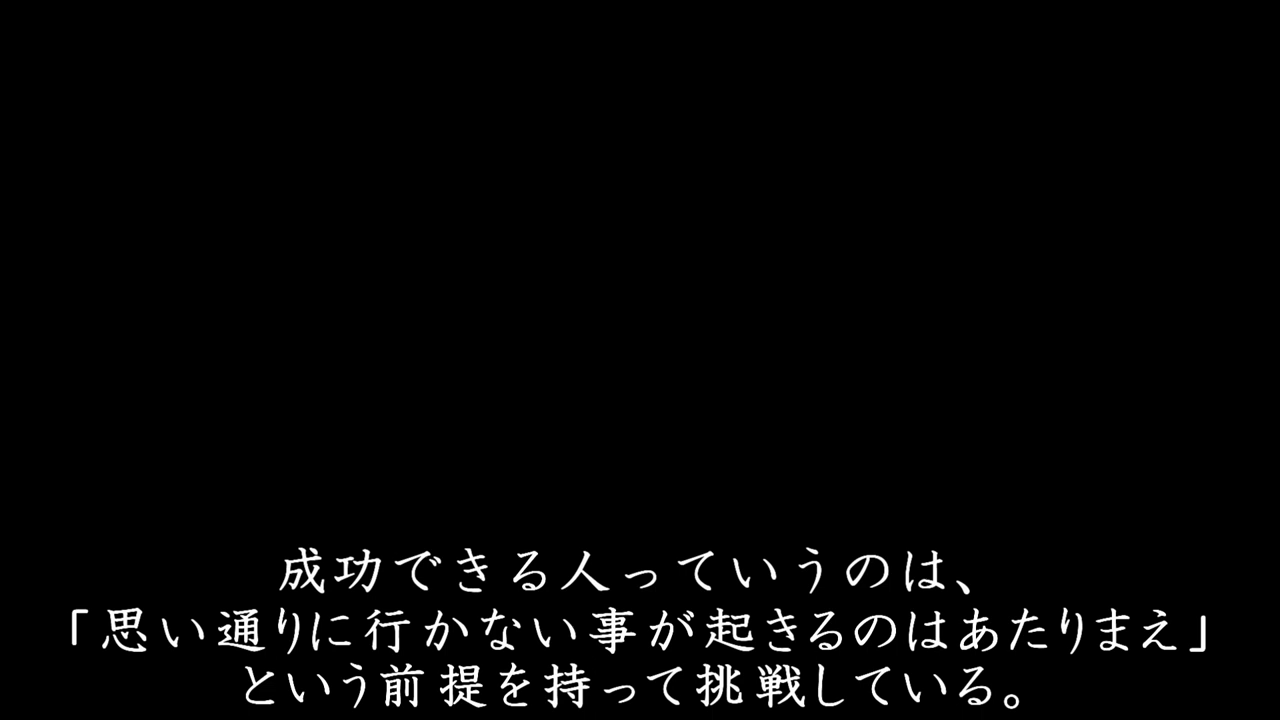 成功できる人っていうのは、
「思い通りに行かない事が起きるのはあたりまえ」
という前提を持って挑戦している。